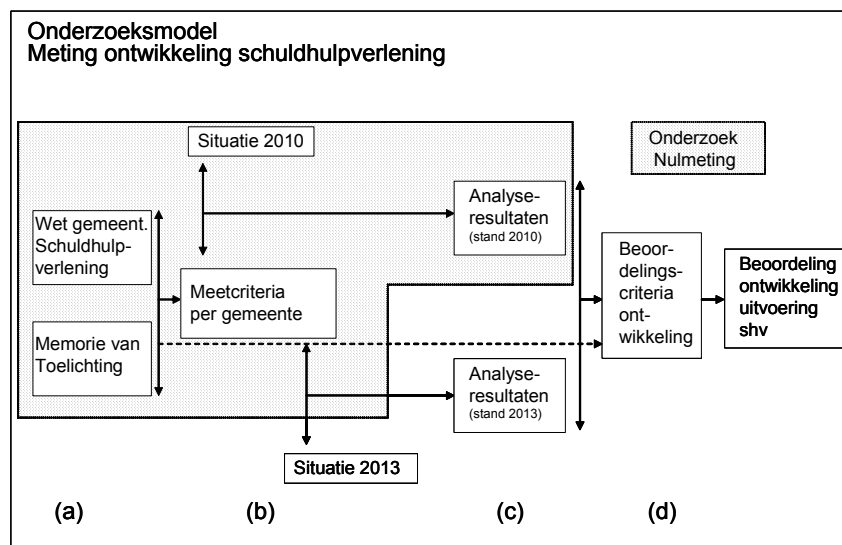 Onderzoeksmodel
Meting ontwikkeling schuldhulpverlening
Situatie 2010
Onderzoek
Nulmeting
Wet gemeent.
Schuldhulp-
verlening
Analyse-
resultaten
(stand 2010)
Meetcriteria
per gemeente
Beoor-
delings-
criteria
ont-
wikkeling
Beoordeling
ontwikkeling
uitvoering
shv
Memorie van
Toelichting
Analyse-
resultaten
(stand 2013)
Situatie 2013
(a)
(b)
(c)
(d)